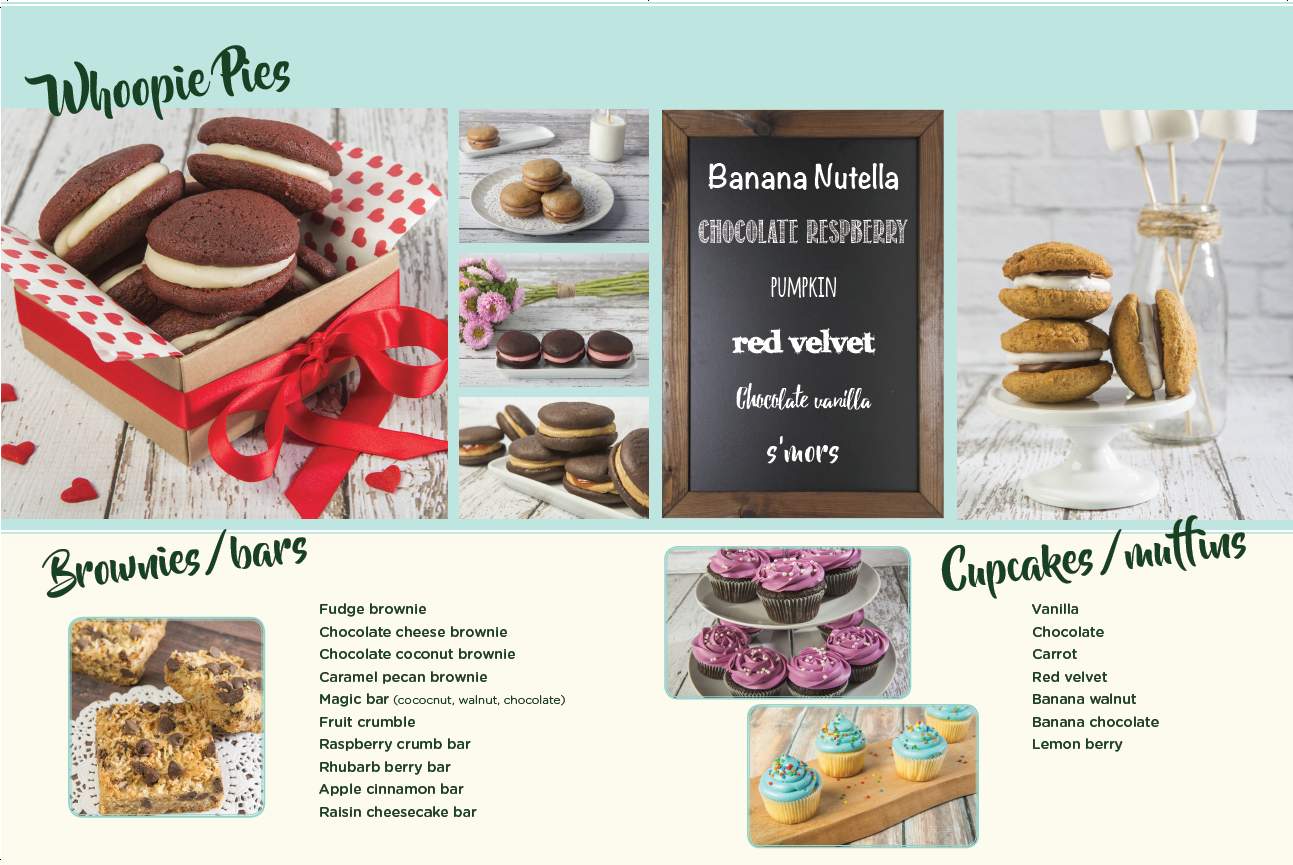 Whoopie Pies
Banana Nutella
CHOCOLATE RESPBERRY
PUMPKIN
red velvet
Chocolate vanilla
s'mors
Brownies/bars
Fudge brownie
Chocolate cheese brownie
Chocolate coconut brownie
Caramel pecan brownie
Magic bar (cococnut, walnut, chocolate)
Fruit crumble
Raspberry crumb bar
Rhubarb berry bar
Apple cinnamon bar
Raisin cheesecake bar
Cupcakes/muffins
Vanilla
Chocolate
Carrot
Red velvet
Banana walnut
Banana chocolate
Lemon berry